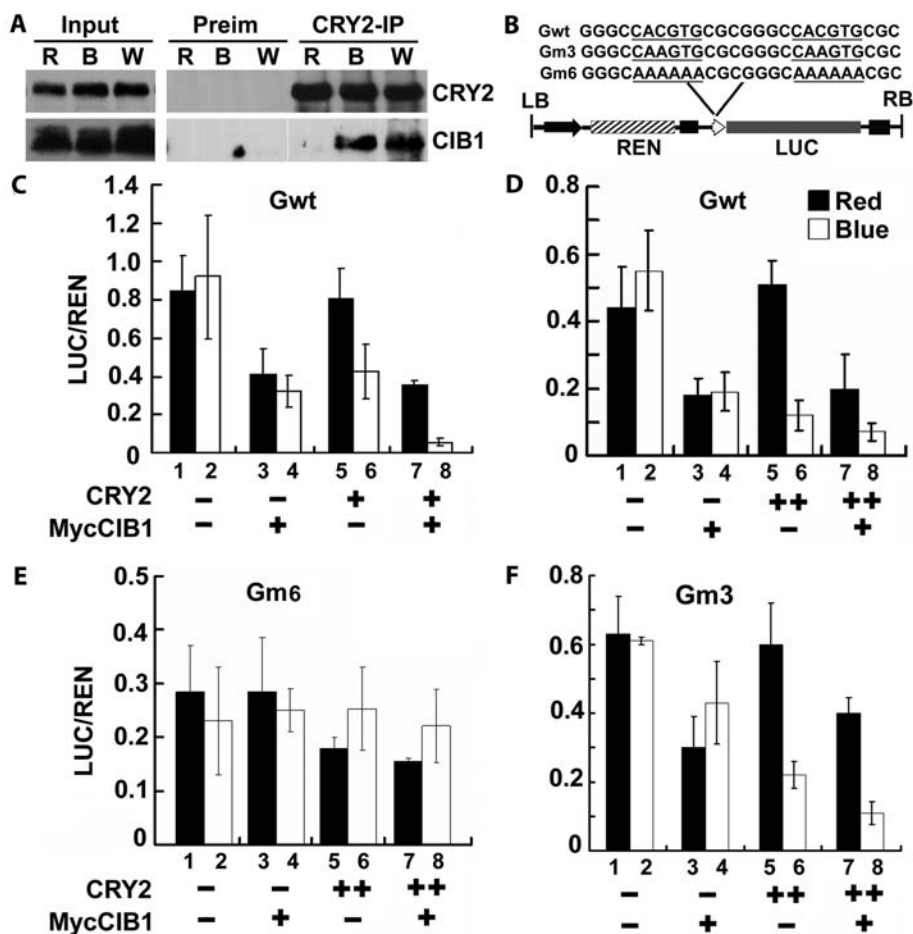 A
Input Preim CRY2-IP
R B W R B W R B W
CRY2
CIB1
B
Gwt GGGCCACGTGCGCGGGCCACGTGCGC
Gm3 GGGCCAAGTGCGCGGGCCAAGTGCGC
Gm6 GGGCAAAAAACGCGGGCAAAAAACGC
LB RB
REN LUC
C
Gwt
LUC/REN
1.4
1.2
1.0
0.8
0.6
0.4
0.2
0
1 2 3 4 5 6 7 8
CRY2 − − + +
MycCIB1 − + − +
D
Gwt
Red
Blue
0.6
0.4
0.2
0
1 2 3 4 5 6 7 8
− − ++ ++
− + − +
E
Gm6
LUC/REN
0.5
0.4
0.3
0.2
0.1
0
1 2 3 4 5 6 7 8
CRY2 − − ++ ++
MycCIB1 − + − +
F
Gm3
0.8
0.6
0.4
0.2
0
1 2 3 4 5 6 7 8
− − ++ ++
− + − +